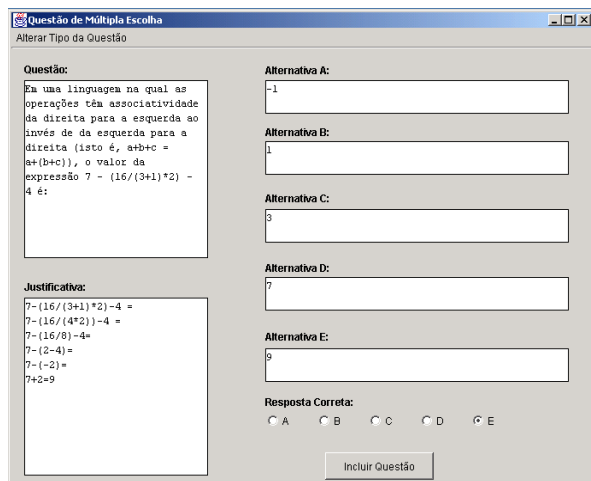 Questão de Múltipla Escolha
Alterar Tipo da Questão
Questão:
Em uma linguagem na qual as
operações têm associatividade
da direita para a esquerda ao
invés de da esquerda para a
direita (isto é, a+b+c =
a+(b+c)), o valor da
expressão 7 - (16/(3+1)*2) -
4 é:
Justificativa:
7-(16/(3+1)*2)-4 =
7-(16/(4*2))-4 =
7-(16/8)-4=
7-(2-4)=
7-(-2)=
7+2=9
Alternativa A:
-1
Alternativa B:
1
Alternativa C:
3
Alternativa D:
7
Alternativa E:
9
Resposta Correta:
A B C D E
Incluir Questão